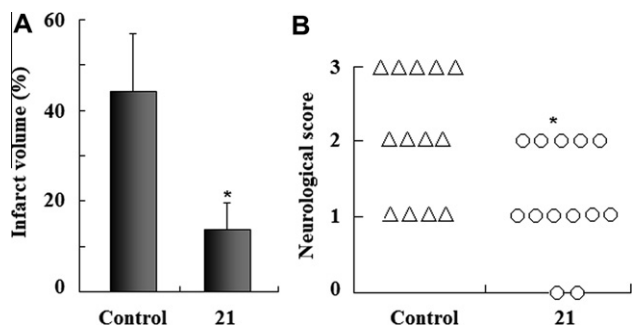 A
Infarct volume (%)
60
40
20
0
*
Control 21
B
Neurological score
3
2
1
0
*
Control 21